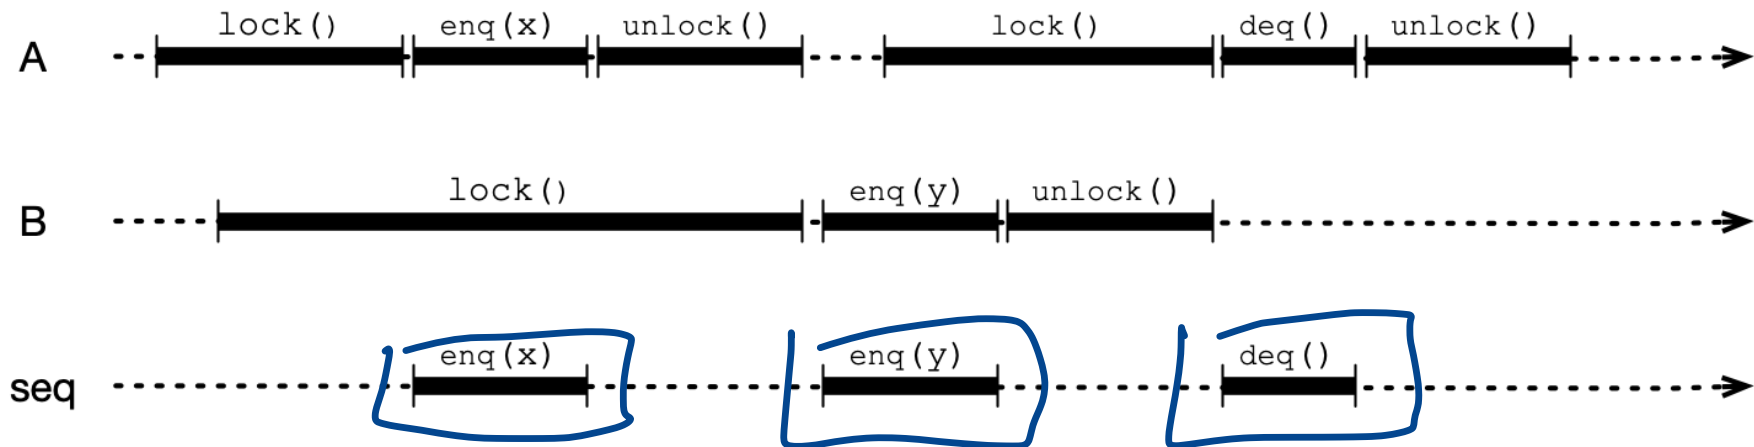 lock() enq(x) unlock() lock() deq() unlock()
A
lock() enq(y) unlock()
B
enq(x) enq(y) deq()
seq